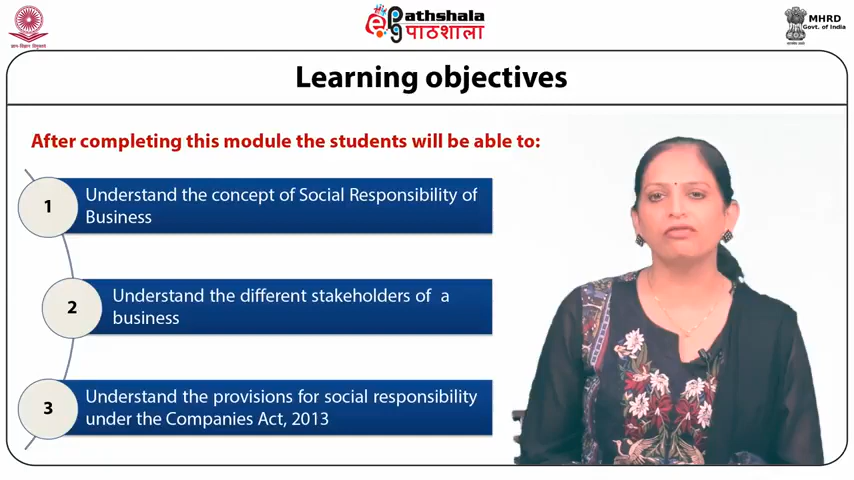 Pathshala
पाठशाला
MHRD
Govt. of India
Learning objectives
After completing this module the students will be able to:
1
Understand the concept of Social Responsibility of
Business
2
Understand the different stakeholders of a
business
3
Understand the provisions for social responsibility
under the Companies Act, 2013